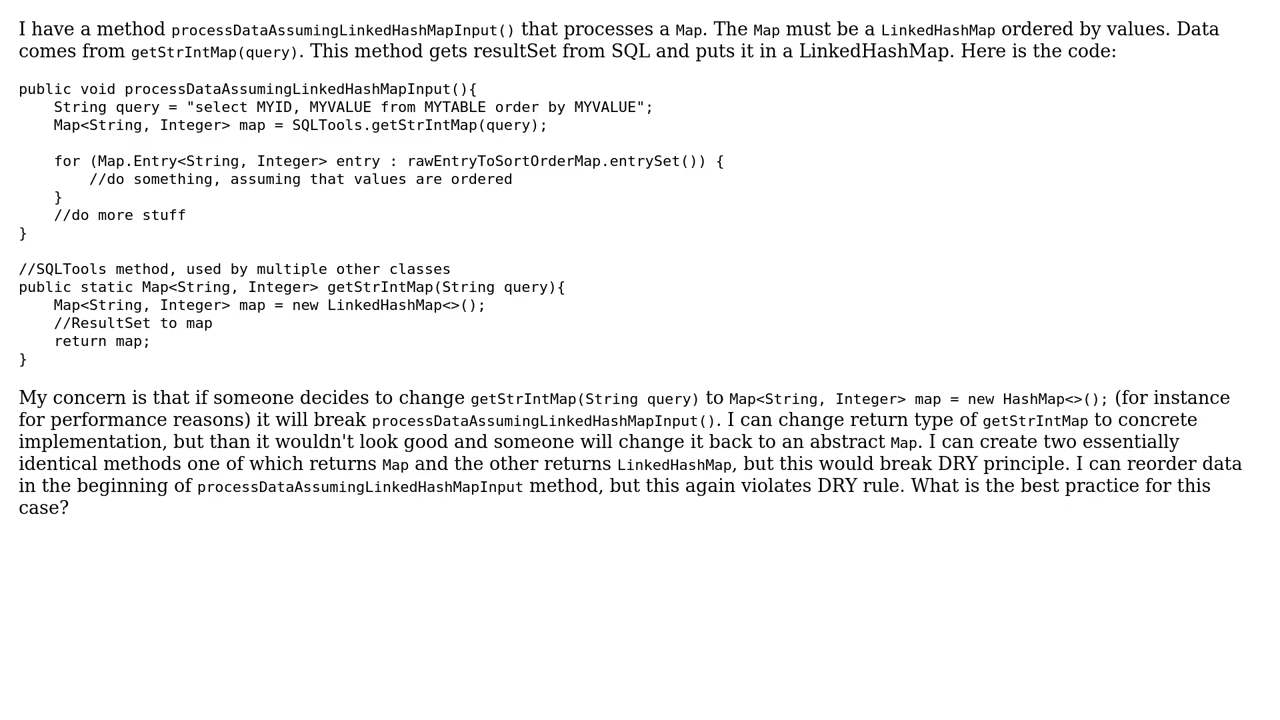 I have a method processDataAssumingLinkedHashMapInput() that processes a Map. The Map must be a LinkedHashMap ordered by values. Data
comes from getStrIntMap(query). This method gets resultSet from SQL and puts it in a LinkedHashMap. Here is the code:
public void processDataAssumingLinkedHashMapInput(){
    String query = "select MYID, MYVALUE from MYTABLE order by MYVALUE";
    Map<String, Integer> map = SQLTools.getStrIntMap(query);
    for (Map.Entry<String, Integer> entry : rawEntryToSortOrderMap.entrySet()) {
        //do something, assuming that values are ordered
    }
    //do more stuff
}
//SQLTools method, used by multiple other classes
public static Map<String, Integer> getStrIntMap(String query){
    Map<String, Integer> map = new LinkedHashMap<>();
    //ResultSet to map
    return map;
}
My concern is that if someone decides to change getStrIntMap(String query) to Map<String, Integer> map = new HashMap<>(); (for instance
for performance reasons) it will break processDataAssumingLinkedHashMapInput(). I can change return type of getStrIntMap to concrete
implementation, but than it wouldn't look good and someone will change it back to an abstract Map. I can create two essentially
identical methods one of which returns Map and the other returns LinkedHashMap, but this would break DRY principle. I can reorder data
in the beginning of processDataAssumingLinkedHashMapInput method, but this again violates DRY rule. What is the best practice for this
case?